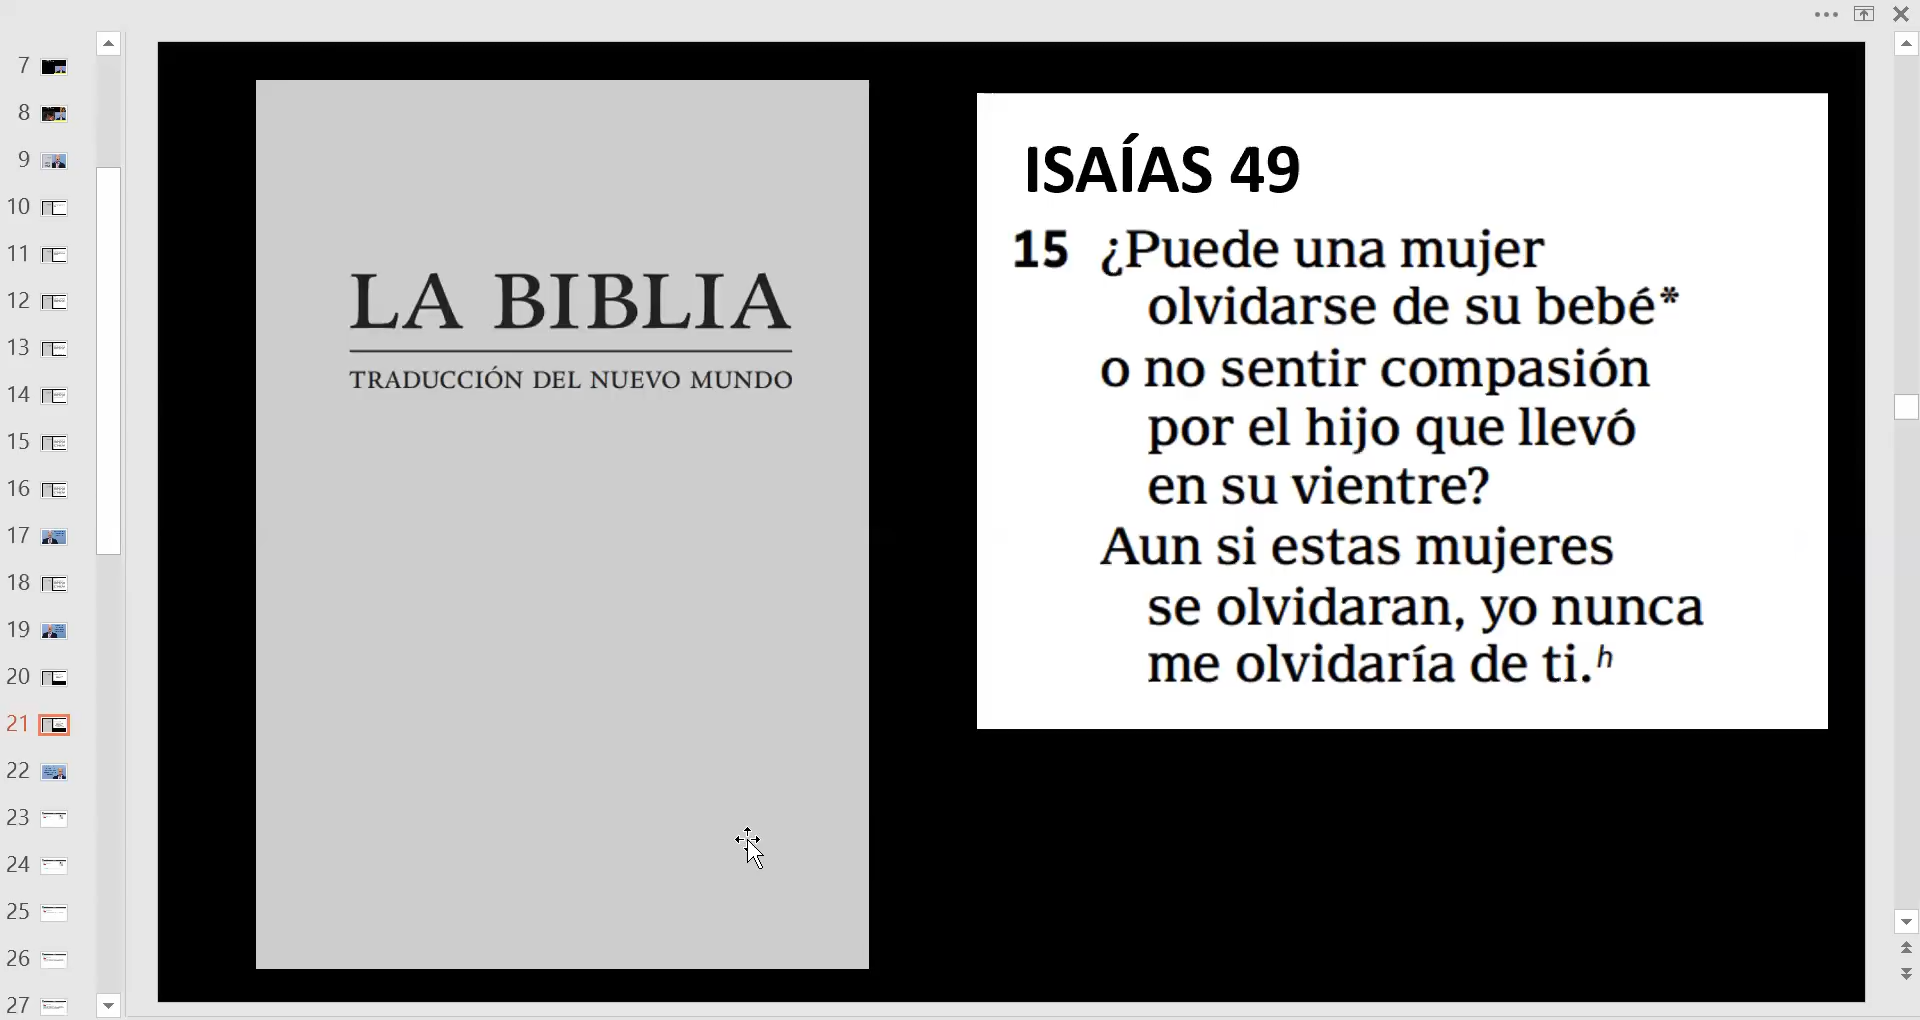 7
8
9
10
11
12
13
14
15
16
17
18
19
20
21
22
23
24
25
26
27
LA BIBLIA
TRADUCCIÓN DEL NUEVO MUNDO
ISAÍAS 49
15 ¿Puede una mujer
olvidarse de su bebé*
o no sentir compasión
por el hijo que llevó
en su vientre?
Aun si estas mujeres
se olvidaran, yo nunca
me olvidaría de ti.h